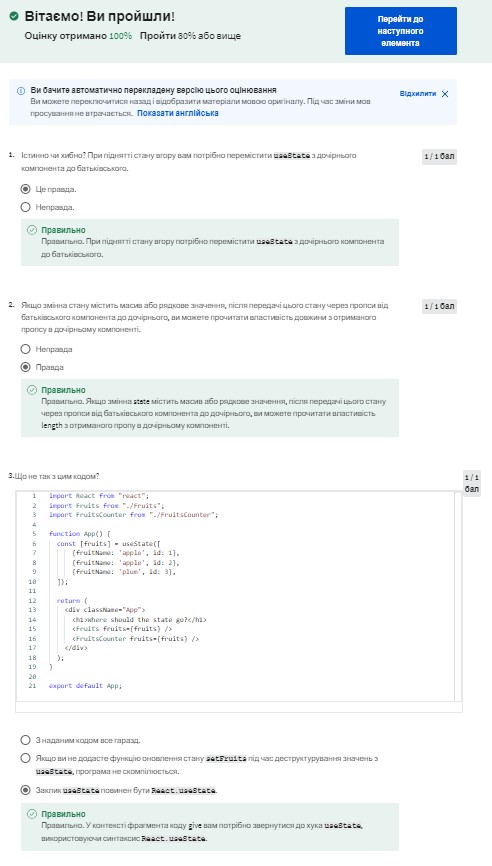 Вітаємо! Ви пройшли!
Оцінку отримано 100% Пройти 80% або вище
Перейти до
наступного
елемента
Ви бачите автоматично перекладену версію цього оцінювання
Ви можете переключитися назад і відобразити матеріали мовою оригіналу. Під час зміни мов
просування не втрачається. Показати англійська
Відхилити
1. Істинно чи хибно? При піднятті стану вгору вам потрібно перемістити useState з дочірнього
компонента до батьківського.
1 / 1 бал
Це правда.
Неправда.
Правильно
Правильно. При піднятті стану вгору потрібно перемістити useState з дочірнього компонента
до батьківського.
2. Якщо змінна стану містить масив або рядкове значення, після передачі цього стану через пропси від
батьківського компонента до дочірнього, ви можете прочитати властивість довжини з отриманого
пропсу в дочірньому компоненті.
1 / 1 бал
Неправда
Правда
Правильно
Правильно. Якщо змінна state містить масив або рядкове значення, після передачі цього стану
через пропси від батьківського компонента до дочірнього, ви можете прочитати властивість
length з отриманого пропу в дочірньому компоненті.
3. Що не так з цим кодом?
1 / 1
бал
1 import React from "react";
2 import Fruits from "./Fruits";
3 import FruitsCounter from "./FruitsCounter";
4
5 function App() {
6 const [fruits] = useState([
7 {fruitName: 'apple', id: 1},
8 {fruitName: 'apple', id: 2},
9 {fruitName: 'plum', id: 3},
10 ]);
11
12 return (
13 <div className="App">
14 <h1>Where should the state go?</h1>
15 <Fruits fruits={fruits} />
16 <FruitsCounter fruits={fruits} />
17 </div>
18 );
19 }
20
21 export default App;
З наданим кодом все гаразд.
Якщо ви не додасте функцію оновлення стану setFruits під час деструктурування значень з
useState, програма не скомпілюється.
Заклик useState повинен бути React.useState.
Правильно
Правильно. У контексті фрагмента коду give вам потрібно звернутися до хука useState,
використовуючи синтаксис React.useState.